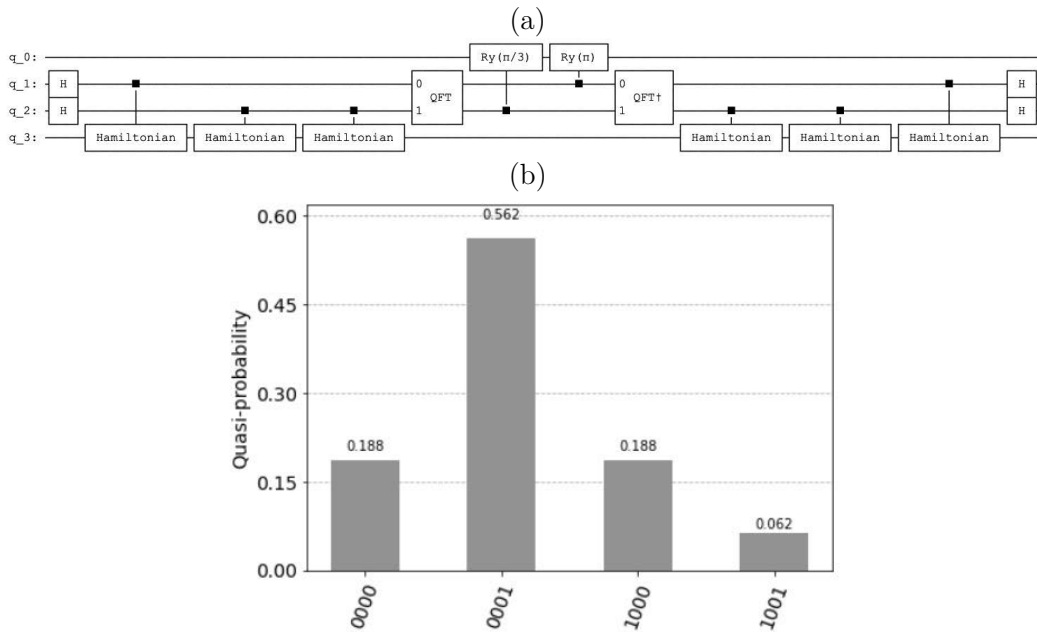 (a)
Ry(π/3) Ry(π)
q_0:
q_1: H 0 QFT 0 QFT† H
q_2: H 1 1 H
q_3: Hamiltonian Hamiltonian Hamiltonian Hamiltonian Hamiltonian Hamiltonian
(b)
0.60
0.562
0.45
Quasi-probability
0.30
0.188
0.188
0.15
0.062
0.00
0000
0001
1000
1001